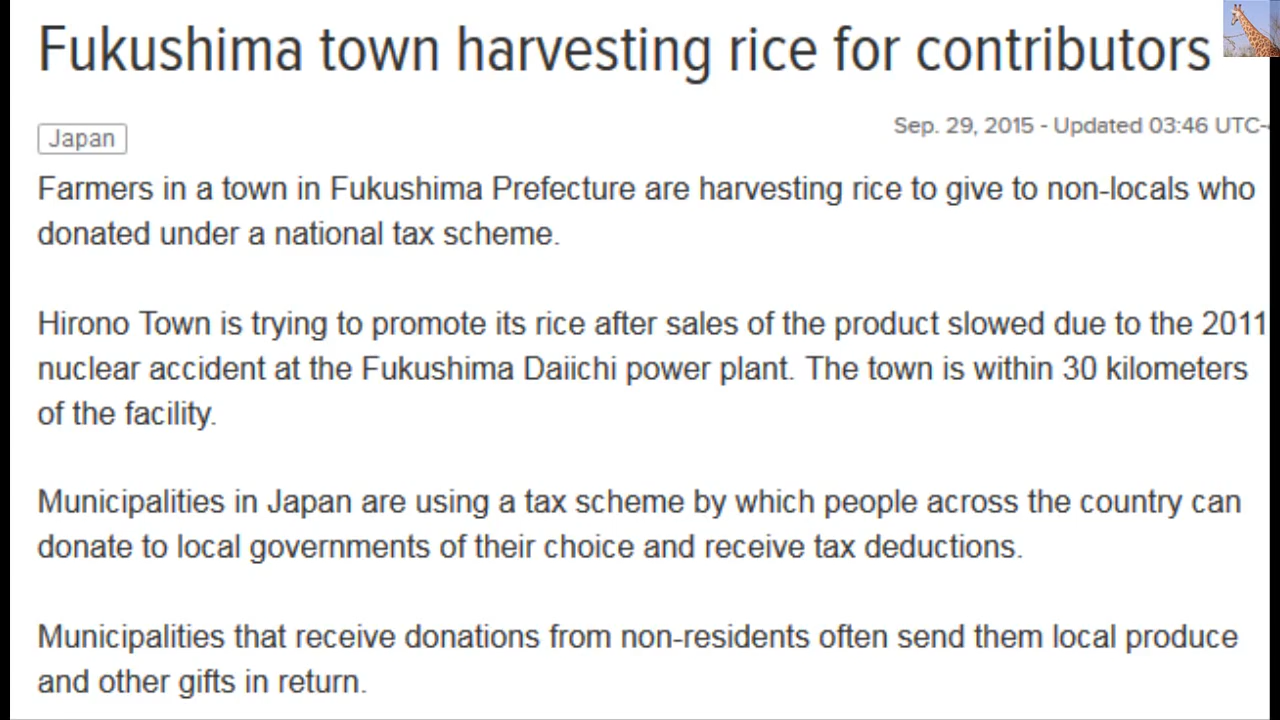 Fukushima town harvesting rice for contributors
Japan
Sep. 29, 2015 - Updated 03:46 UTC-
Farmers in a town in Fukushima Prefecture are harvesting rice to give to non-locals who
donated under a national tax scheme.
Hirono Town is trying to promote its rice after sales of the product slowed due to the 2011
nuclear accident at the Fukushima Daiichi power plant. The town is within 30 kilometers
of the facility.
Municipalities in Japan are using a tax scheme by which people across the country can
donate to local governments of their choice and receive tax deductions.
Municipalities that receive donations from non-residents often send them local produce
and other gifts in return.